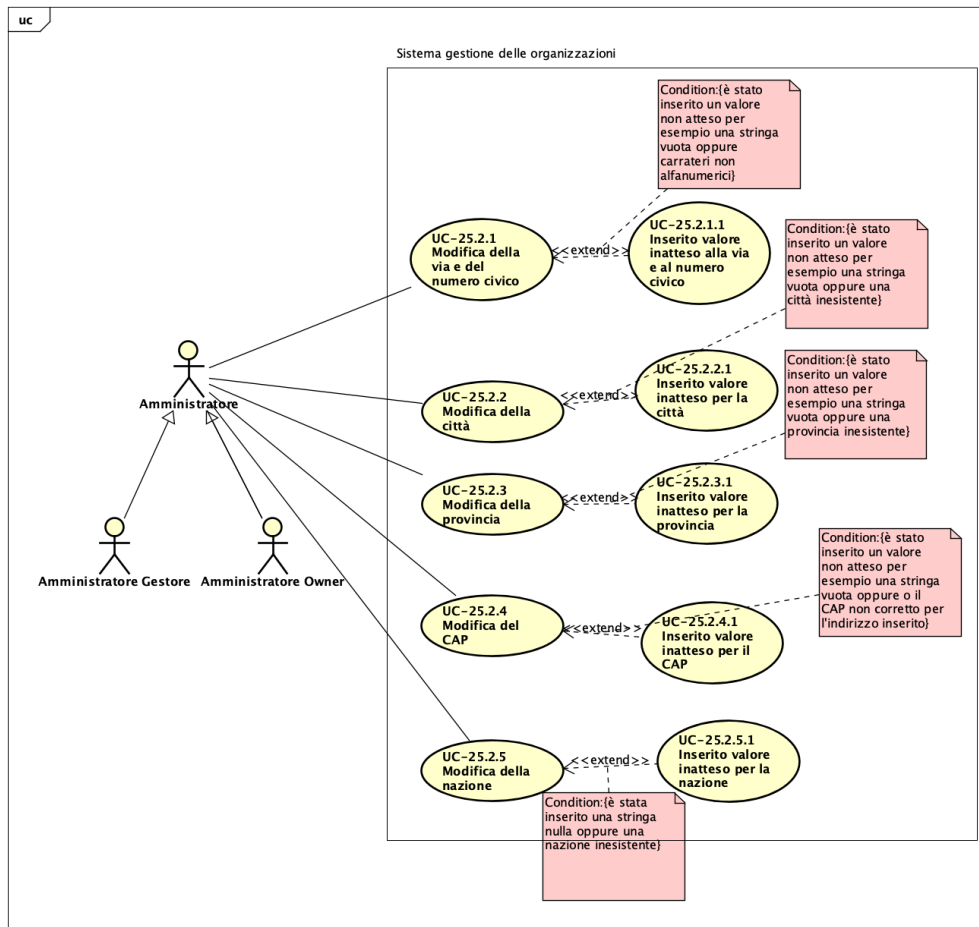 uc
Sistema gestione delle organizzazioni
Condition:{è stato
inserito un valore
non atteso per
esempio una stringa
vuota oppure
carrateri non
alfanumerici}
UC-25.2.1
Modifica della
via e del
numero civico
<<extend>>
UC-25.2.1.1
Inserito valore
inatteso alla via
e al numero
civico
Condition:{è stato
inserito un valore
non atteso per
esempio una stringa
vuota oppure una
città inesistente}
Amministratore
UC-25.2.2
Modifica della
città
<<extend>>
UC-25.2.2.1
Inserito valore
inatteso per la
città
Condition:{è stato
inserito un valore
non atteso per
esempio una stringa
vuota oppure una
provincia inesistente}
UC-25.2.3
Modifica della
provincia
<<extend>>
UC-25.2.3.1
Inserito valore
inatteso per la
provincia
Amministratore Gestore
Amministratore Owner
Condition:{è stato
inserito un valore
non atteso per
esempio una stringa
vuota oppure o il
CAP non corretto per
l'indirizzo inserito}
UC-25.2.4
Modifica del
CAP
<<extend>>
UC-25.2.4.1
Inserito valore
inatteso per il
CAP
UC-25.2.5
Modifica della
nazione
<<extend>>
UC-25.2.5.1
Inserito valore
inatteso per la
nazione
Condition:{è stata
inserito una stringa
nulla oppure una
nazione inesistente}